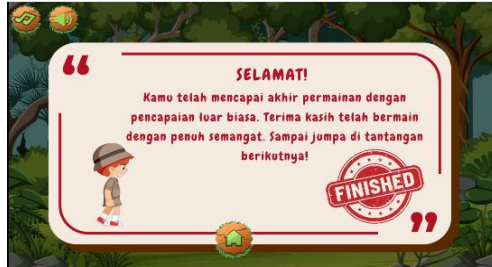 SELAMAT!
Kamu telah mencapai akhir permainan dengan
pencapaian luar biasa. Terima kasih telah bermain
dengan penuh semangat. Sampai jumpa di tantangan
berikutnya!
FINISHED